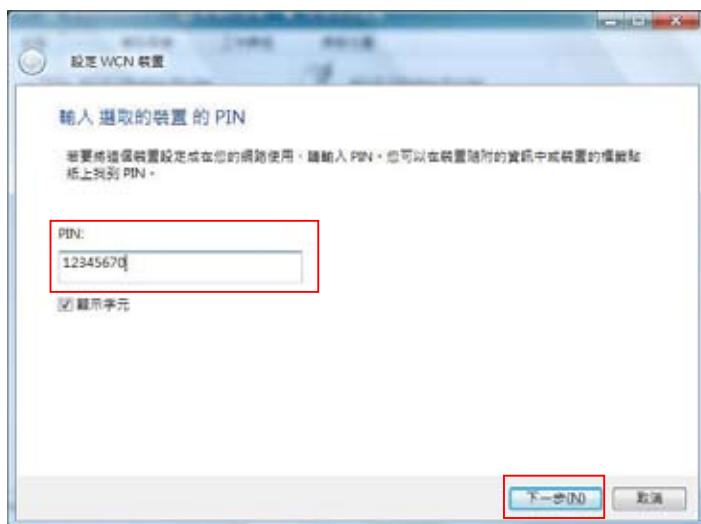 設定 WCN 裝置
輸入 選取的裝置 的 PIN
若要將這個裝置設定成在您的網路使用，請輸入 PIN。您可以在裝置隨附的資訊中或裝置的標籤貼
紙上找到 PIN。
PIN:
12345670
顯示字元
下一步(N)
取消